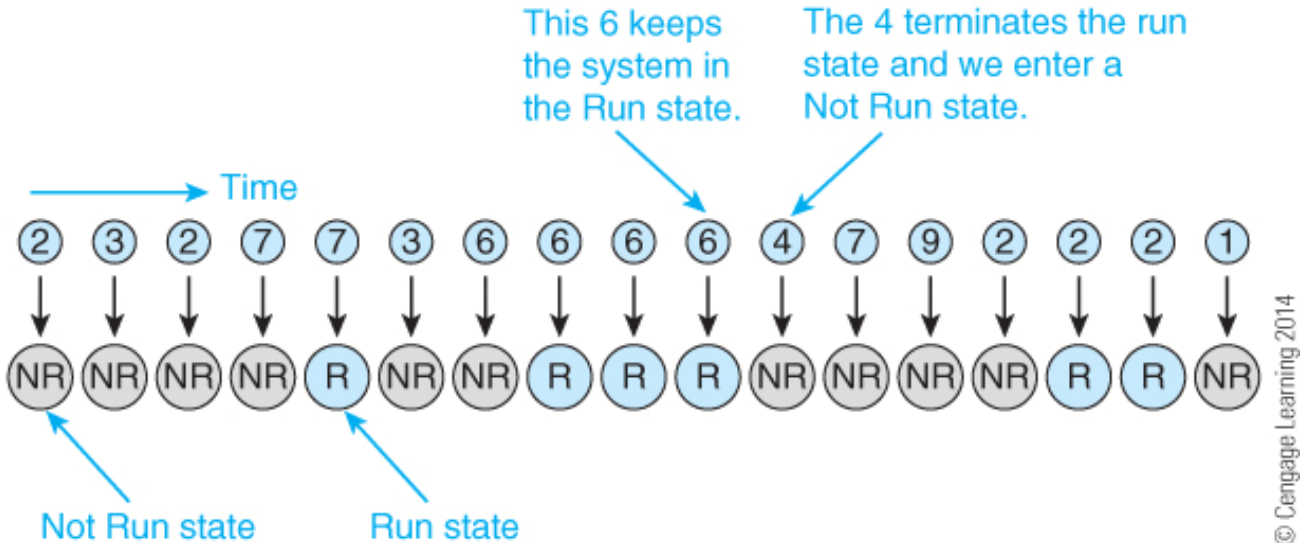 This 6 keeps
the system in
the Run state.
The 4 terminates the run
state and we enter a
Not Run state.
Time
2 3 2 7 7 3 6 6 6 6 4 7 9 2 2 2 1
NR NR NR NR R NR NR R R R NR NR NR NR R R NR
Not Run state
Run state
© Cengage Learning 2014